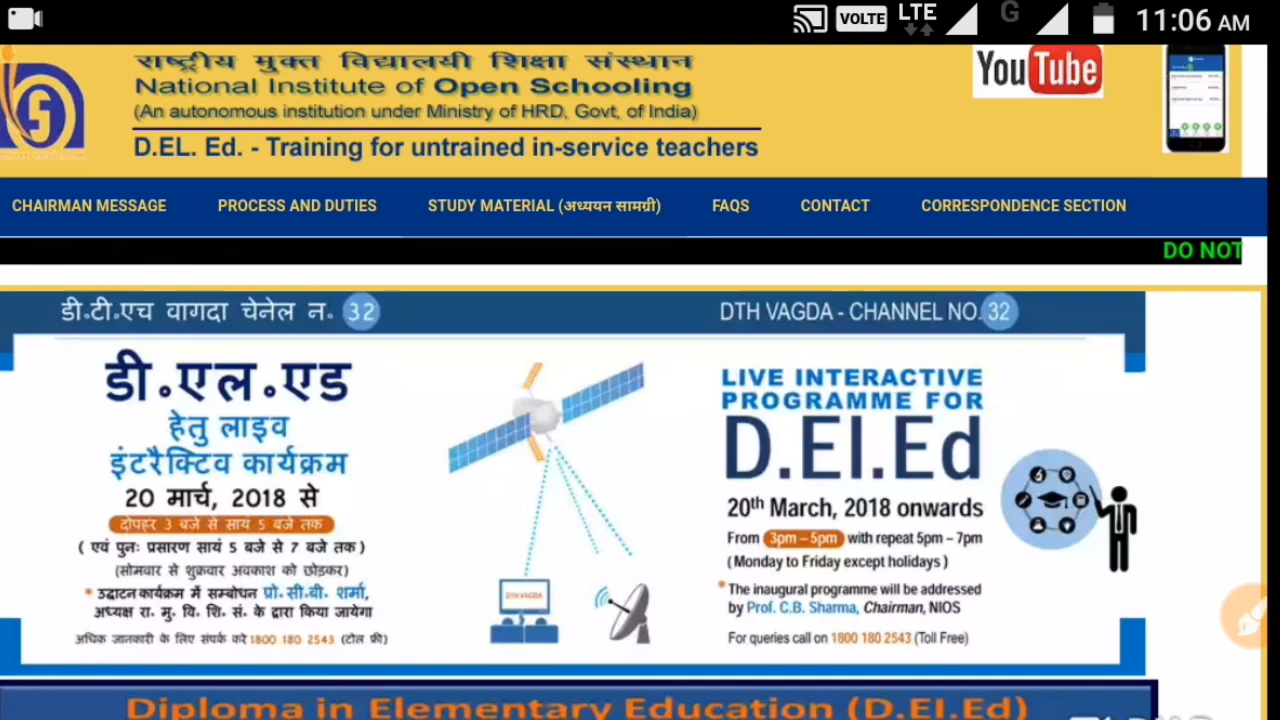 VOLTE LTE G 11:06 AM
राष्ट्रीय मुक्त विद्यालयी शिक्षा संस्थान
National Institute of Open Schooling
(An autonomous institution under Ministry of HRD, Govt, of India)
D.EL. Ed. - Training for untrained in-service teachers
YouTube
CHAIRMAN MESSAGE PROCESS AND DUTIES STUDY MATERIAL (अध्ययन सामग्री) FAQS CONTACT CORRESPONDENCE SECTION
DO NOT
डी॰टी॰एच वागदा चेनेल न॰ 32
डी॰एल॰एड
हेतु लाइव
इंटरैक्टिव कार्यक्रम
20 मार्च, 2018 से
दोपहर 3 बजे से सायं 5 बजे तक
( एवं पुनः प्रसारण सायं 5 बजे से 7 बजे तक )
(सोमवार से शुक्रवार अवकाश को छोड़कर)
* उद्घाटन कार्यक्रम में सम्बोधन प्रो॰सी॰बी॰ शर्मा,
अध्यक्ष रा॰ मु॰ वि॰ शि॰ सं॰ के द्वारा किया जायेगा
अधिक जानकारी के लिए संपर्क करे 1800 180 2543 (टोल फ्री)
DTH VAGDA
DTH VAGDA - CHANNEL NO. 32
LIVE INTERACTIVE
PROGRAMME FOR
D.El.Ed
20th March, 2018 onwards
From 3pm – 5pm with repeat 5pm – 7pm
(Monday to Friday except holidays)
* The inaugural programme will be addressed
by Prof. C.B. Sharma, Chairman, NIOS
For queries call on 1800 180 2543 (Toll Free)
Diploma in Elementary Education (D.El.Ed)